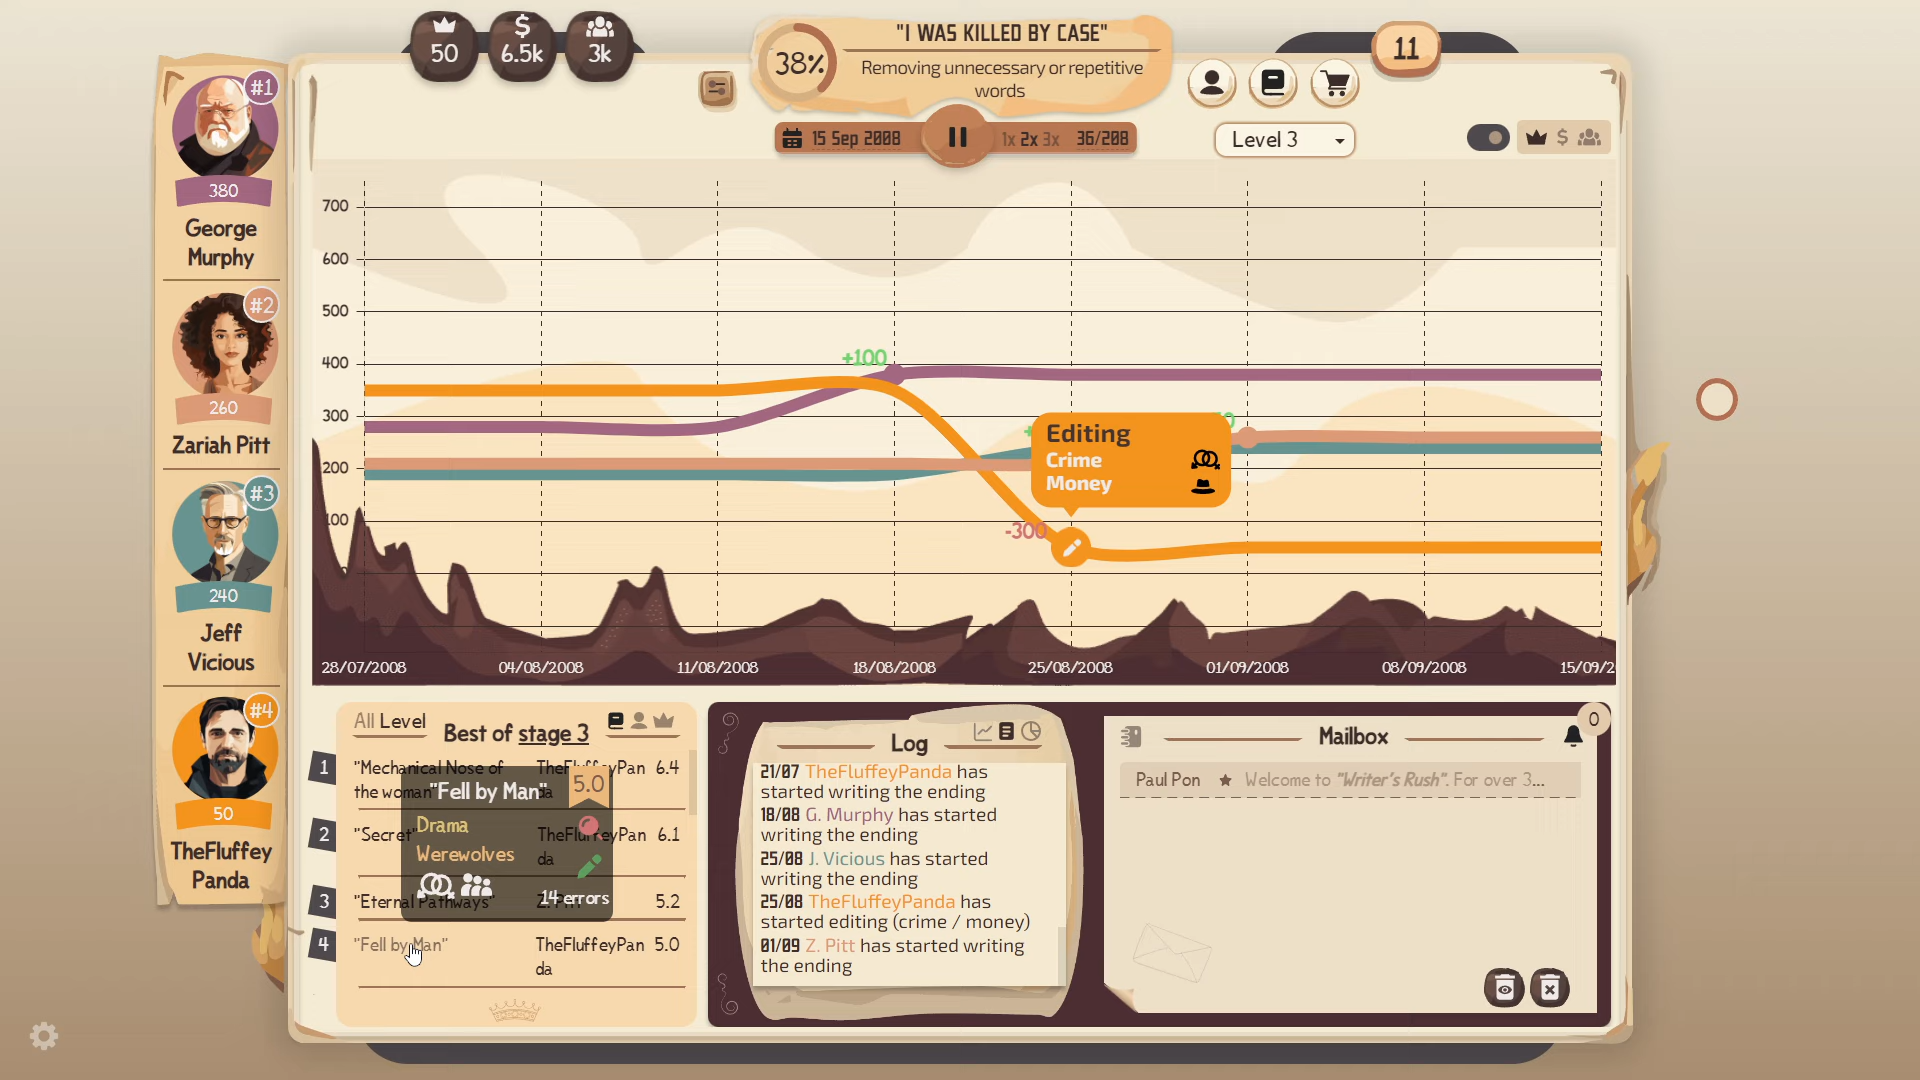 50
6.5k
3k
38%
"I WAS KILLED BY CASE"
Removing unnecessary or repetitive
words
11
15 Sep 2008
1x 2x 3x
36/208
Level 3
#1
380
George
Murphy
#2
260
Zariah Pitt
#3
240
Jeff
Vicious
#4
50
TheFluffey
Panda
700
600
500
400
300
200
100
+100
-300
Editing
Crime
Money
28/07/2008
04/08/2008
11/08/2008
18/08/2008
25/08/2008
01/09/2008
08/09/2008
15/09/2
All Level
Best of stage 3
1
"Mechanical Nose of
the woman"
TheFluffeyPan
da
6.4
2
"Secret"
TheFluffeyPan
da
6.1
3
"Eternal Pathways"
5.2
4
"Fell by Man"
TheFluffeyPan
da
5.0
"Fell by Man"
5.0
Drama
Werewolves
14 errors
Log
21/07 TheFluffeyPanda has
started writing the ending
18/08 G. Murphy has started
writing the ending
25/08 J. Vicious has started
writing the ending
25/08 TheFluffeyPanda has
started editing (crime / money)
01/09 Z. Pitt has started writing
the ending
Mailbox
0
Paul Pon
Welcome to "Writer's Rush". For over 3...